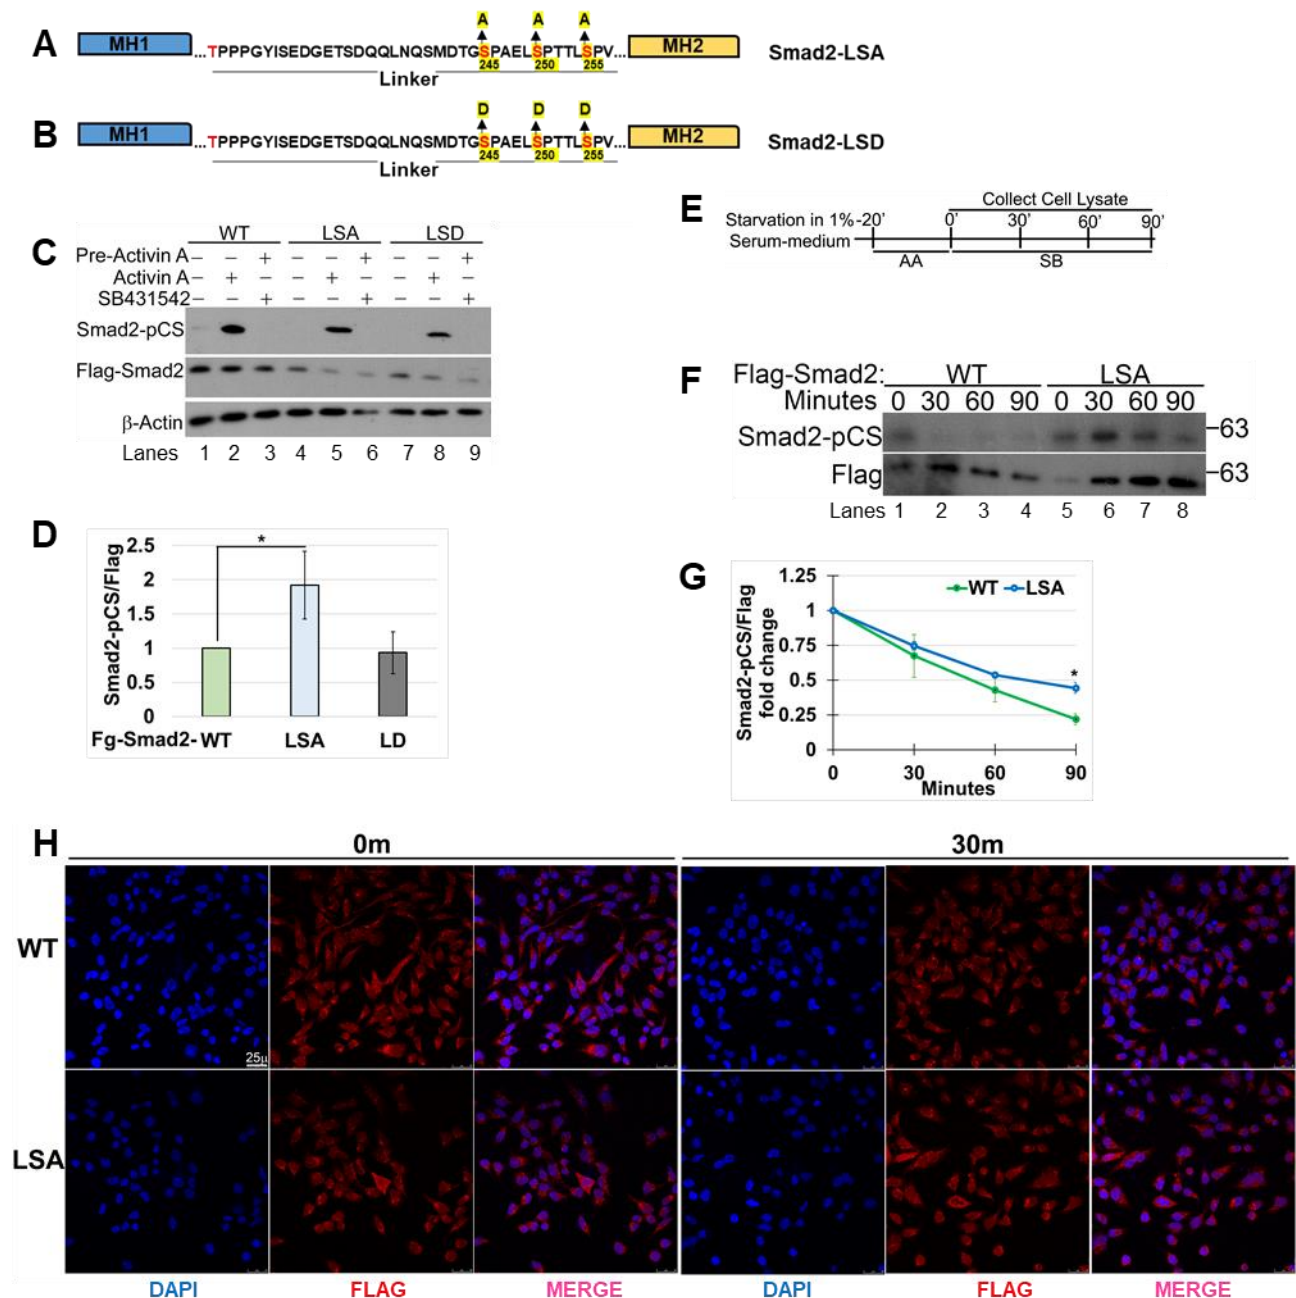 A
A A A
MH1 ...TPPPGYISEDGETSDQQLNQSMDTGSPAELSPTTLSPV... MH2 Smad2-LSA
245 250 255
Linker
B
D D D
MH1 ...TPPPGYISEDGETSDQQLNQSMDTGSPAELSPTTLSPV... MH2 Smad2-LSD
245 250 255
Linker
C
WT LSA LSD
Pre-Activin A − − + − − + − − +
Activin A − + − − + − − + −
SB431542 − − + − − + − − +
Smad2-pCS
Flag-Smad2
β-Actin
Lanes 1 2 3 4 5 6 7 8 9
D
Smad2-pCS/Flag
2.5
2
1.5
1
0.5
0
*
Fg-Smad2-WT LSA LD
E
Collect Cell Lysate
Starvation in 1% -20' 0' 30' 60' 90'
Serum-medium
AA SB
F
Flag-Smad2: WT LSA
Minutes 0 30 60 90 0 30 60 90
Smad2-pCS -63
Flag -63
Lanes 1 2 3 4 5 6 7 8
G
Smad2-pCS/Flag
fold change
1.25
1
0.75
0.5
0.25
0
WT LSA
*
0 30 60 90
Minutes
H
0m 30m
WT
25µ
LSA
DAPI FLAG MERGE DAPI FLAG MERGE